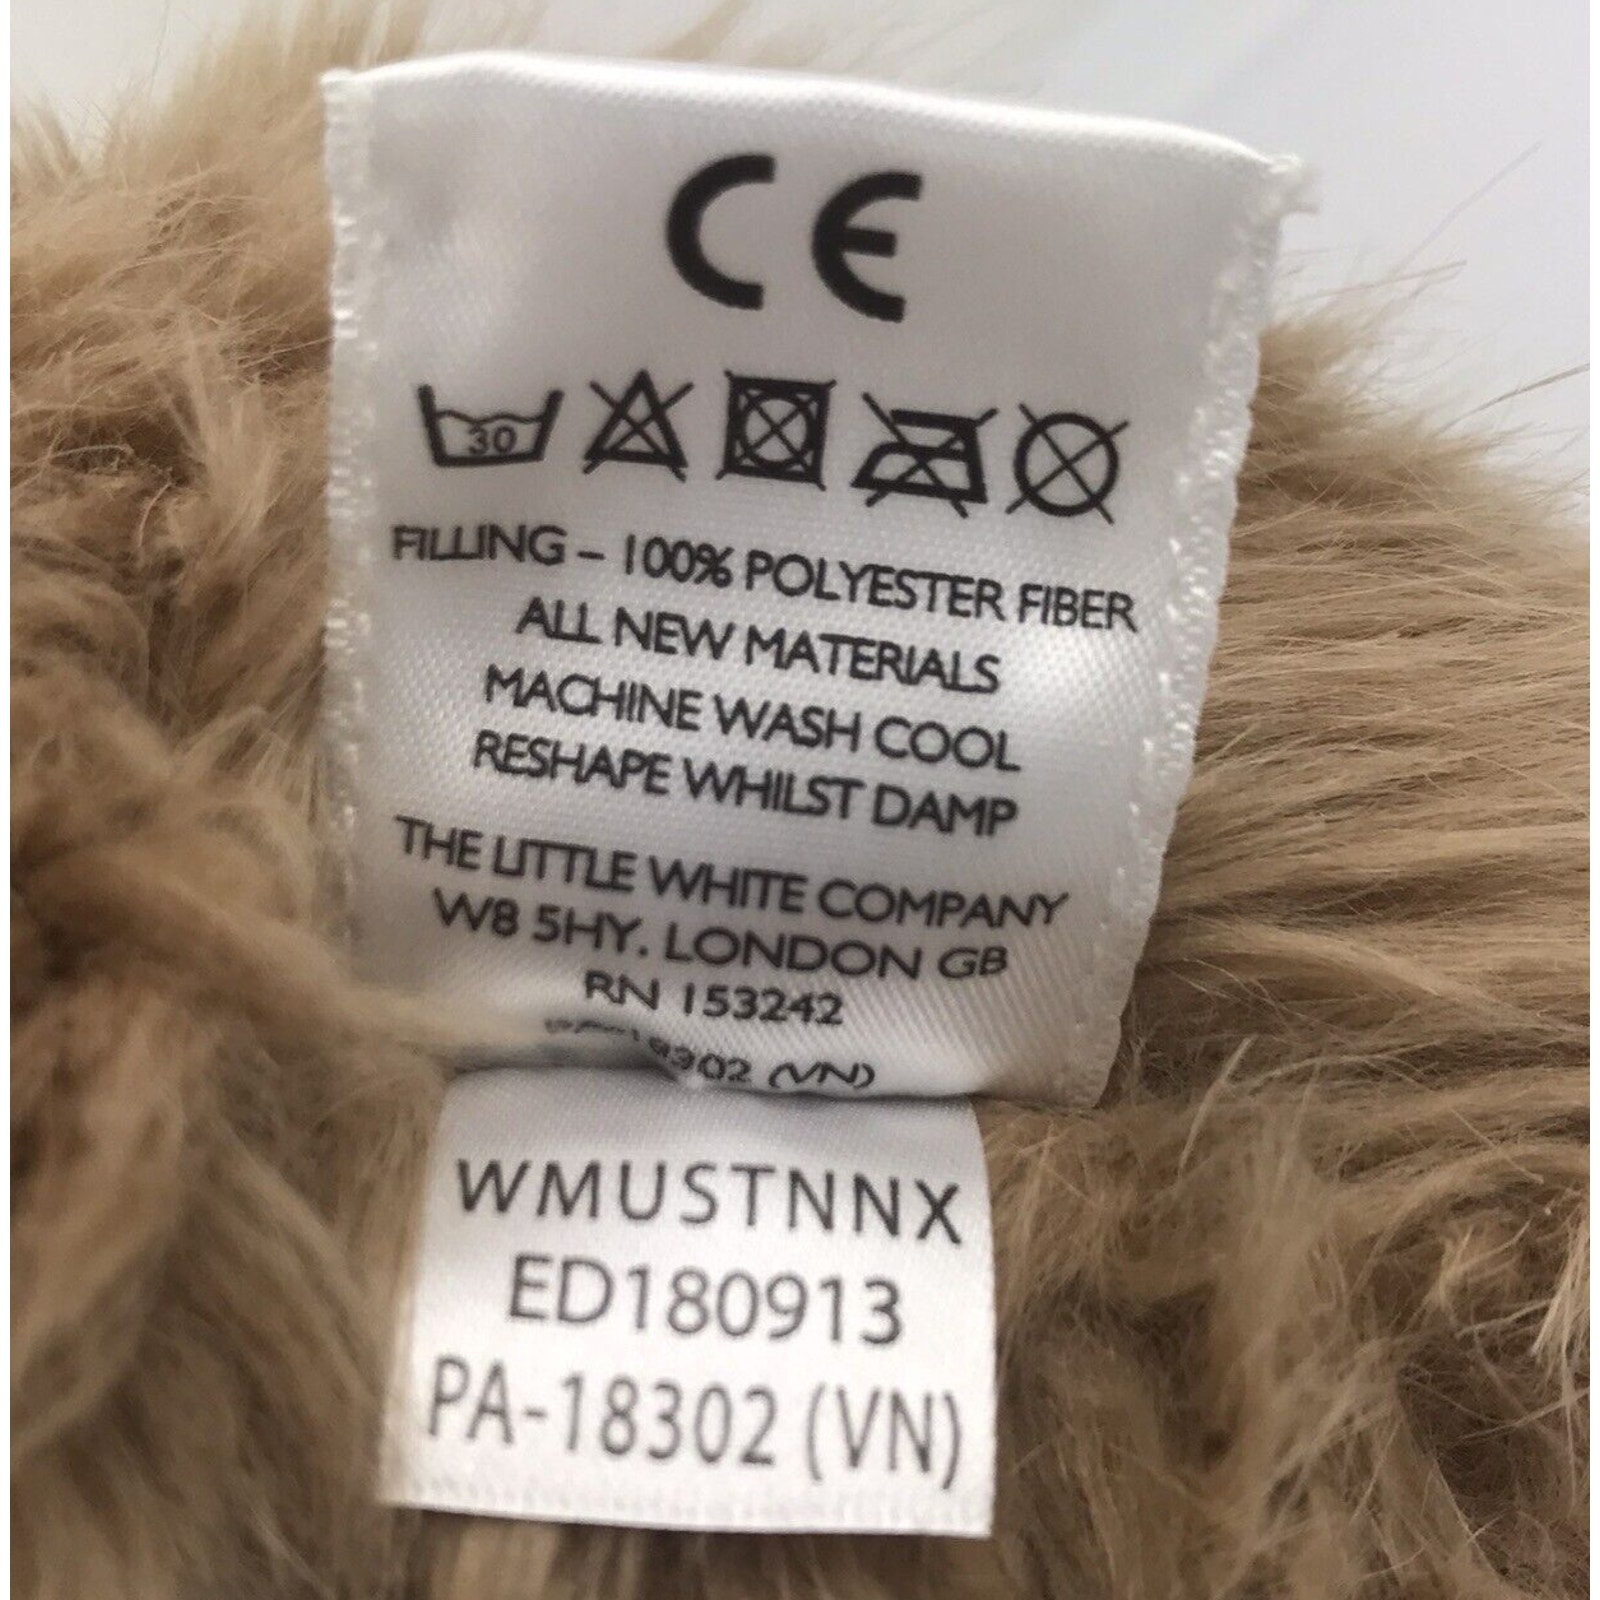 CE
30
FILLING – 100% POLYESTER FIBER
ALL NEW MATERIALS
MACHINE WASH COOL
RESHAPE WHILST DAMP
THE LITTLE WHITE COMPANY
W8 5HY. LONDON GB
RN 153242
(VN)
WMUSTNNX
ED180913
PA-18302 (VN)